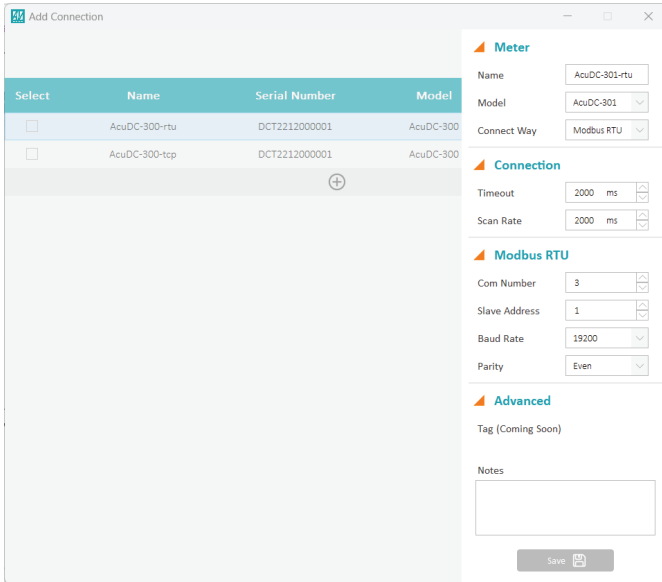 Add Connection
Select Name Serial Number Model
AcuDC-300-rtu DCT2212000001 AcuDC-300
AcuDC-300-tcp DCT2212000001 AcuDC-300
Meter
Name AcuDC-301-rtu
Model AcuDC-301
Connect Way Modbus RTU
Connection
Timeout 2000 ms
Scan Rate 2000 ms
Modbus RTU
Com Number 3
Slave Address 1
Baud Rate 19200
Parity Even
Advanced
Tag (Coming Soon)
Notes
Save